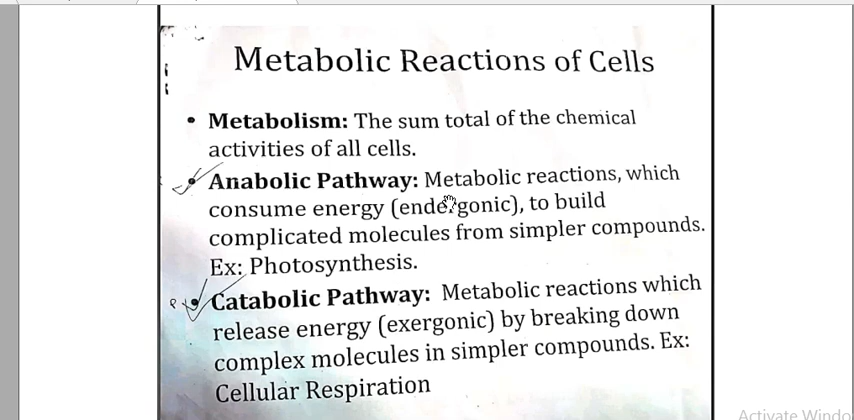 Metabolic Reactions of Cells
• Metabolism: The sum total of the chemical
activities of all cells.
• Anabolic Pathway: Metabolic reactions, which
consume energy (endergonic), to build
complicated molecules from simpler compounds.
Ex: Photosynthesis.
• Catabolic Pathway: Metabolic reactions which
release energy (exergonic) by breaking down
complex molecules in simpler compounds. Ex:
Cellular Respiration
Activate Windo